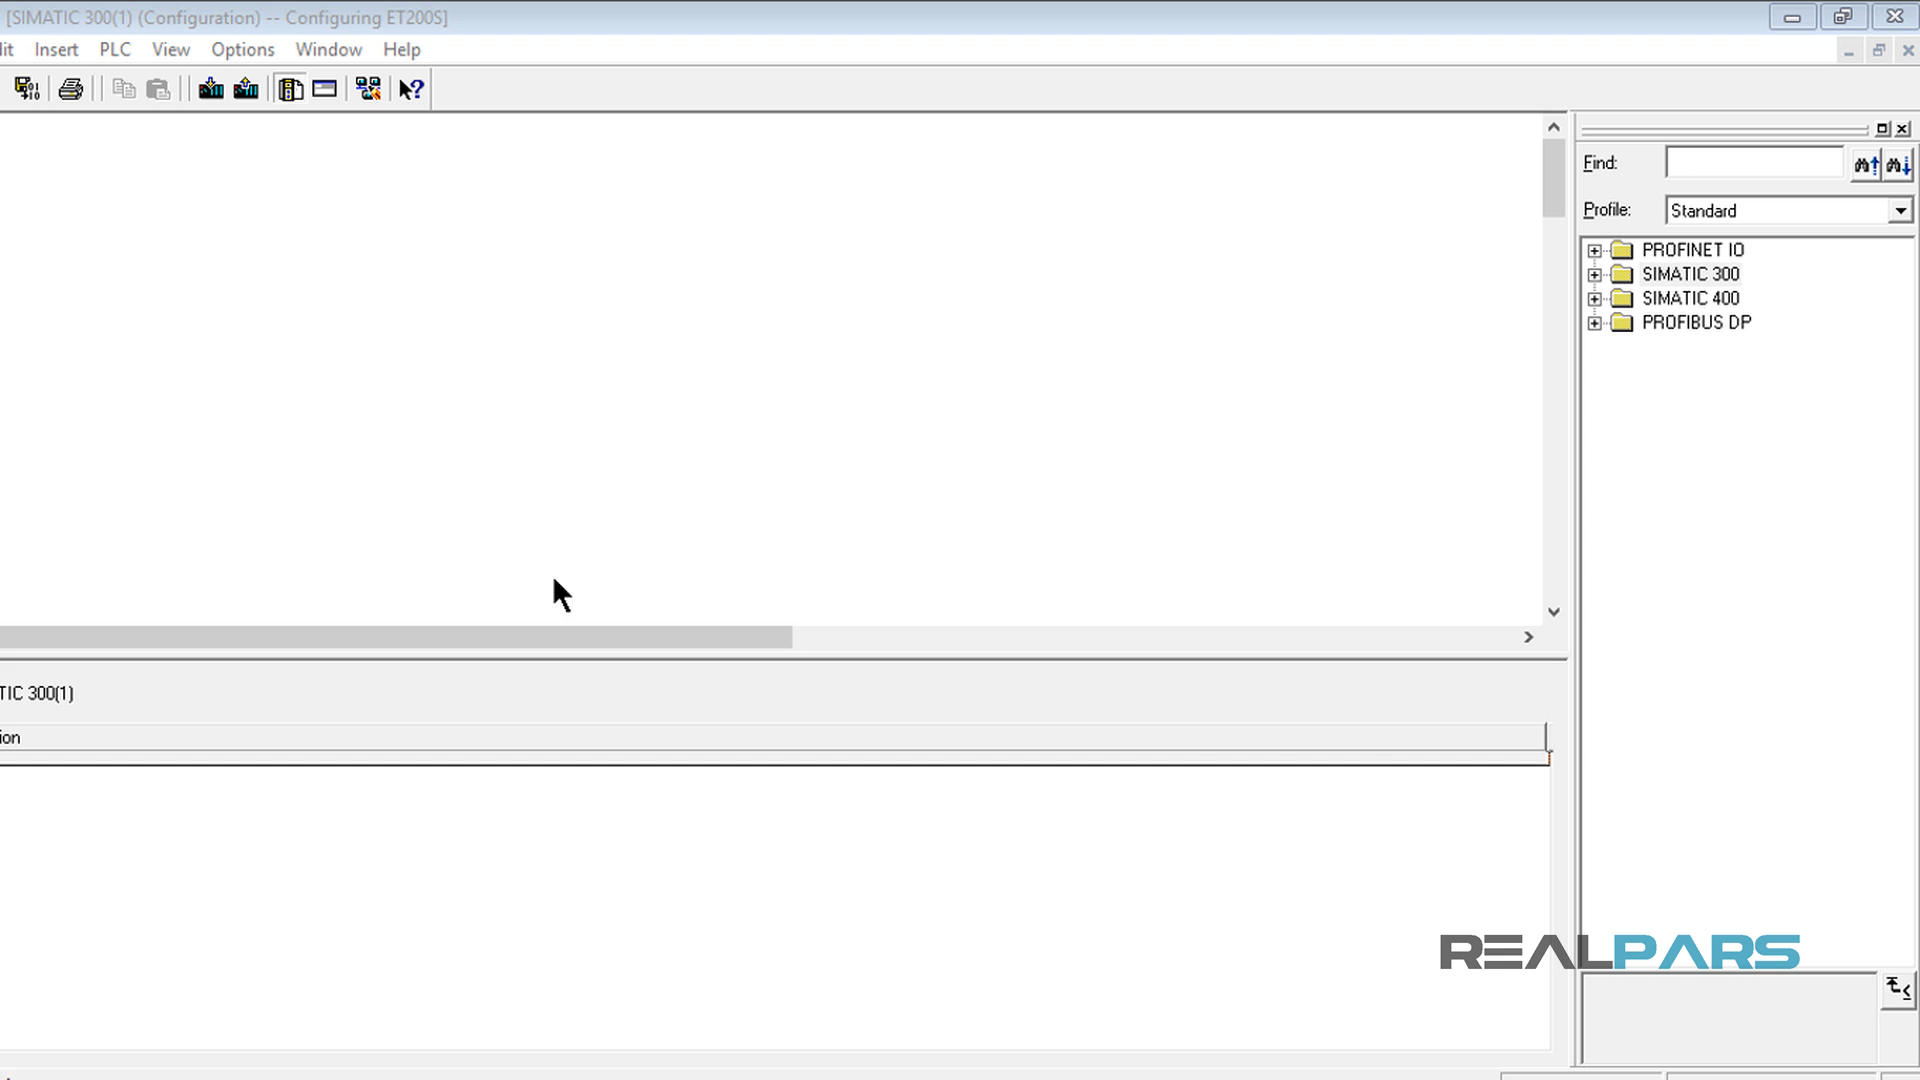 [SIMATIC 300(1) (Configuration) -- Configuring ET200S]
it Insert PLC View Options Window Help
Find:
Profile: Standard
PROFINET IO
SIMATIC 300
SIMATIC 400
PROFIBUS DP
TIC 300(1)
ion
REALPARS